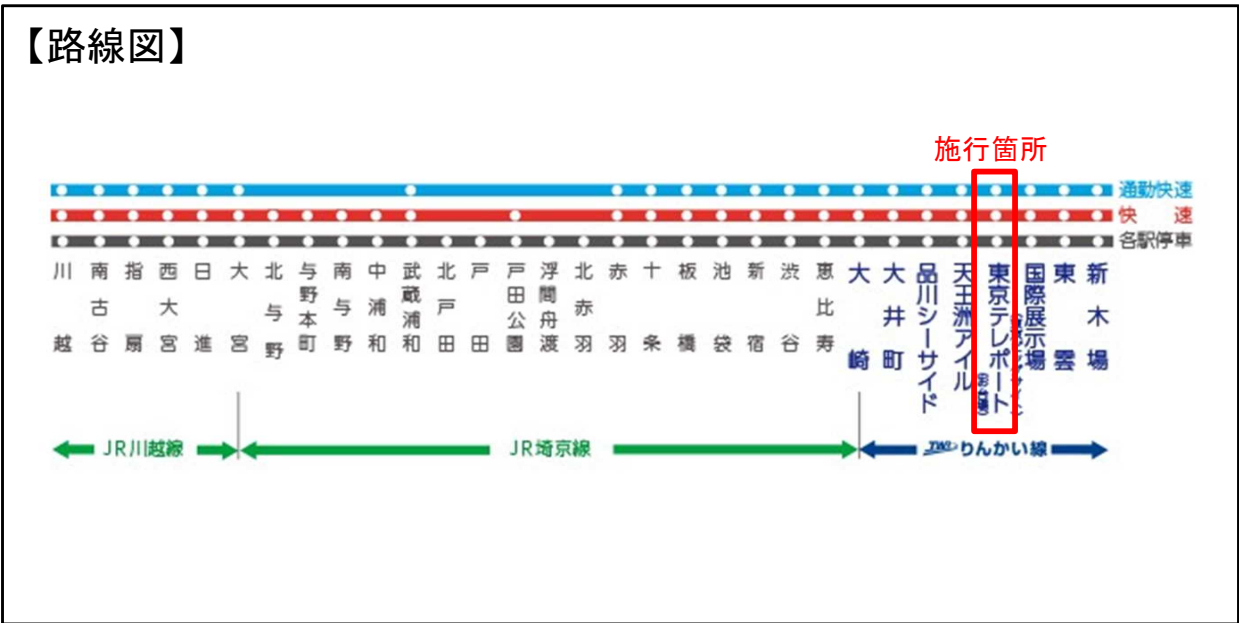 【路線図】
施行箇所
通勤快速
快　速
各駅停車
川越
南古谷
指扇
西大宮
日進
大宮
北与野
与野本町
南与野
中浦和
武蔵浦和
北戸田
戸田
戸田公園
浮間舟渡
北赤羽
赤羽
十条
板橋
池袋
新宿
渋谷
恵比寿
大崎
大井町
品川シーサイド
天王洲アイル
東京テレポート
国際展示場
東雲
新木場
JR川越線
JR埼京線
TWR りんかい線